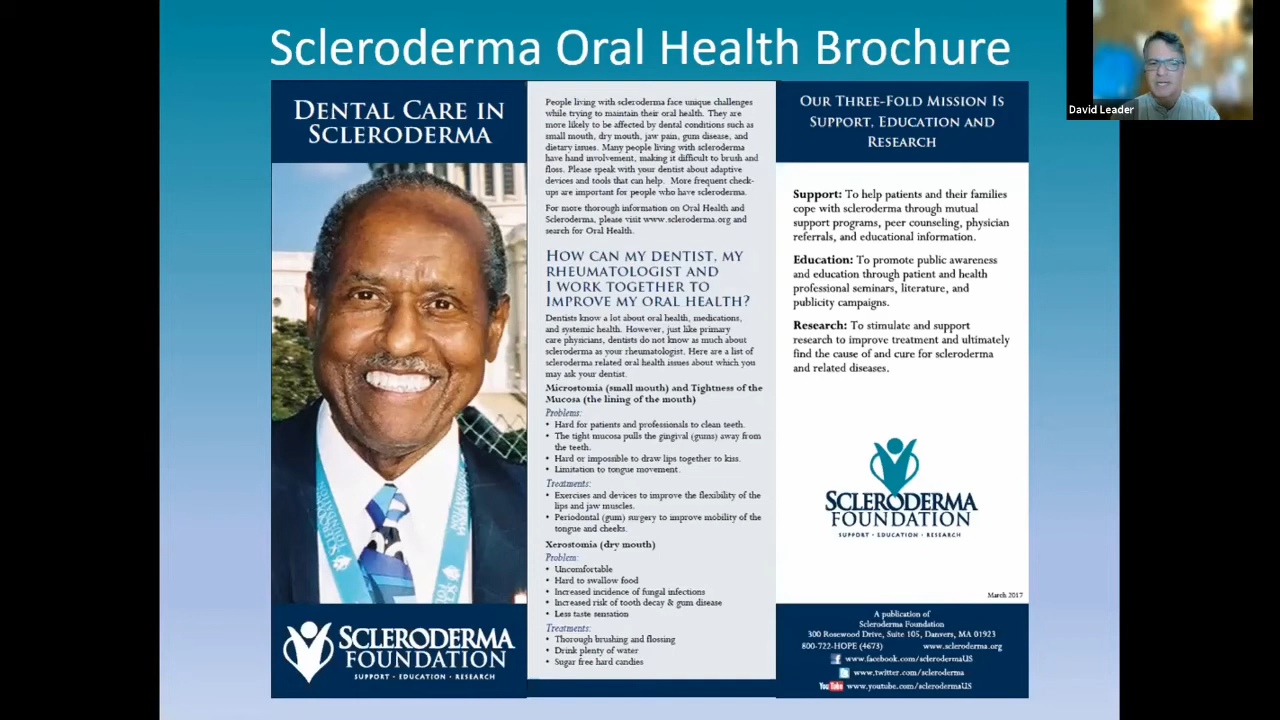 Scleroderma Oral Health Brochure
David Leader
DENTAL CARE IN
SCLERODERMA
SCLERODERMA
FOUNDATION
SUPPORT • EDUCATION • RESEARCH
People living with scleroderma face unique challenges
while trying to maintain their oral health. They are
more likely to be affected by dental conditions such as
small mouth, dry mouth, jaw pain, gum disease, and
dietary issues. Many people living with scleroderma
have hand involvement, making it difficult to brush and
floss. Please speak with your dentist about adaptive
devices and tools that can help. More frequent check-
ups are important for people who have scleroderma.
For more thorough information on Oral Health and
Scleroderma, please visit www.scleroderma.org and
search for Oral Health.
HOW CAN MY DENTIST, MY
RHEUMATOLOGIST AND
I WORK TOGETHER TO
IMPROVE MY ORAL HEALTH?
Dentists know a lot about oral health, medications,
and systemic health. However, just like primary
care physicians, dentists do not know as much about
scleroderma as your rheumatologist. Here are a list of
scleroderma related oral health issues about which you
may ask your dentist.
Microstomia (small mouth) and Tightness of the
Mucosa (the lining of the mouth)
Problems:
• Hard for patients and professionals to clean teeth.
• The tight mucosa pulls the gingival (gums) away from
the teeth.
• Hard or impossible to draw lips together to kiss.
• Limitation to tongue movement.
Treatments:
• Exercises and devices to improve the flexibility of the
lips and jaw muscles.
• Periodontal (gum) surgery to improve mobility of the
tongue and cheeks.
Xerostomia (dry mouth)
Problem:
• Uncomfortable
• Hard to swallow food
• Increased incidence of fungal infections
• Increased risk of tooth decay & gum disease
• Less taste sensation
Treatments:
• Thorough brushing and flossing
• Drink plenty of water
• Sugar free hard candies
OUR THREE-FOLD MISSION IS
SUPPORT, EDUCATION AND
RESEARCH
Support: To help patients and their families
cope with scleroderma through mutual
support programs, peer counseling, physician
referrals, and educational information.
Education: To promote public awareness
and education through patient and health
professional seminars, literature, and
publicity campaigns.
Research: To stimulate and support
research to improve treatment and ultimately
find the cause of and cure for scleroderma
and related diseases.
SCLERODERMA
FOUNDATION
SUPPORT • EDUCATION • RESEARCH
March 2017
A publication of
Scleroderma Foundation
300 Rosewood Drive, Suite 105, Danvers, MA 01923
800-722-HOPE (4673) www.scleroderma.org
www.facebook.com/sclerodermaUS
www.twitter.com/scleroderma
YouTube www.youtube.com/sclerodermaUS